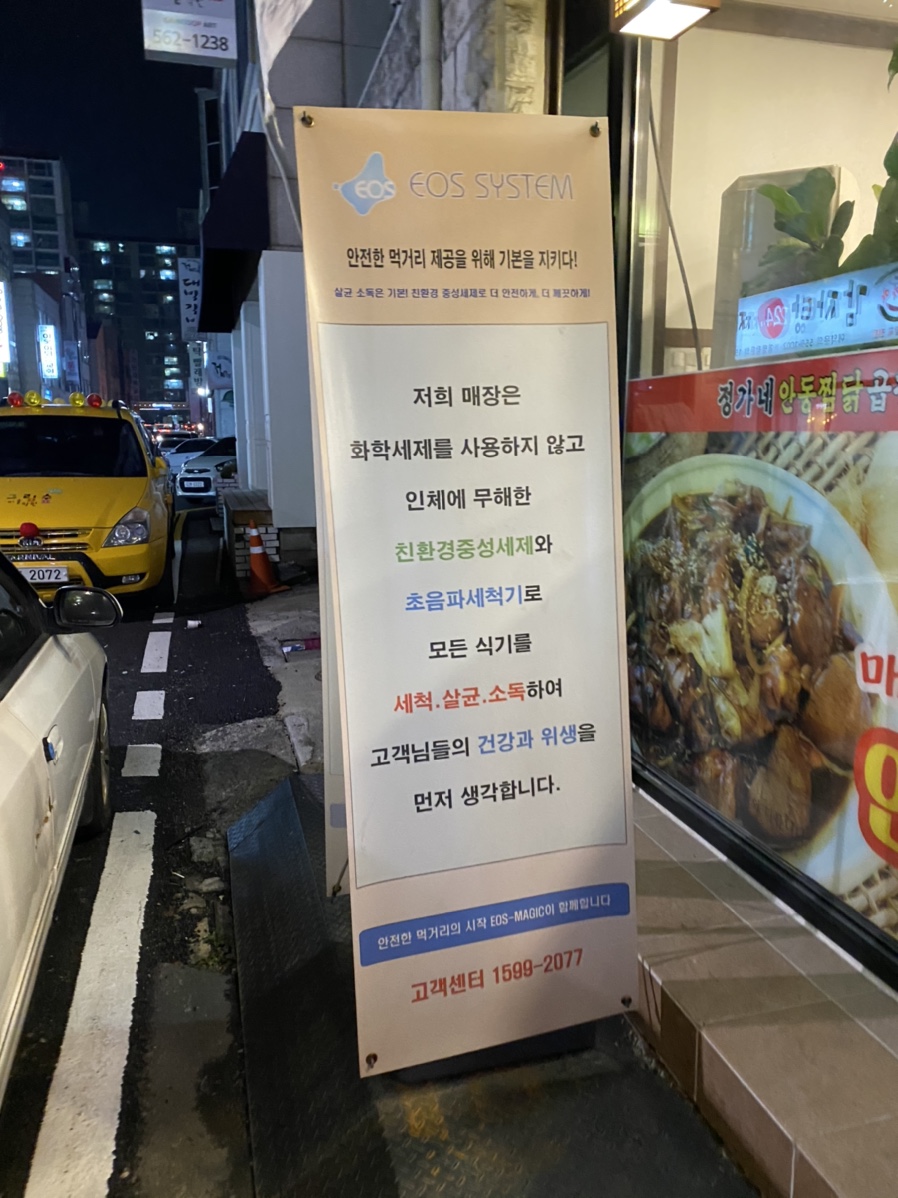 562-1238
EOS EOS SYSTEM
안전한 먹거리 제공을 위해 기본을 지키다!
살균 소독은 기본! 친환경 중성세제로 더 안전하게, 더 깨끗하게!
저희 매장은
화학세제를 사용하지 않고
인체에 무해한
친환경중성세제와
초음파세척기로
모든 식기를
세척.살균.소독하여
고객님들의 건강과 위생을
먼저 생각합니다.
안전한 먹거리의 시작 EOS-MAGIC이 함께합니다
고객센터 1599-2077
정가네 안동찜닭
24
2072